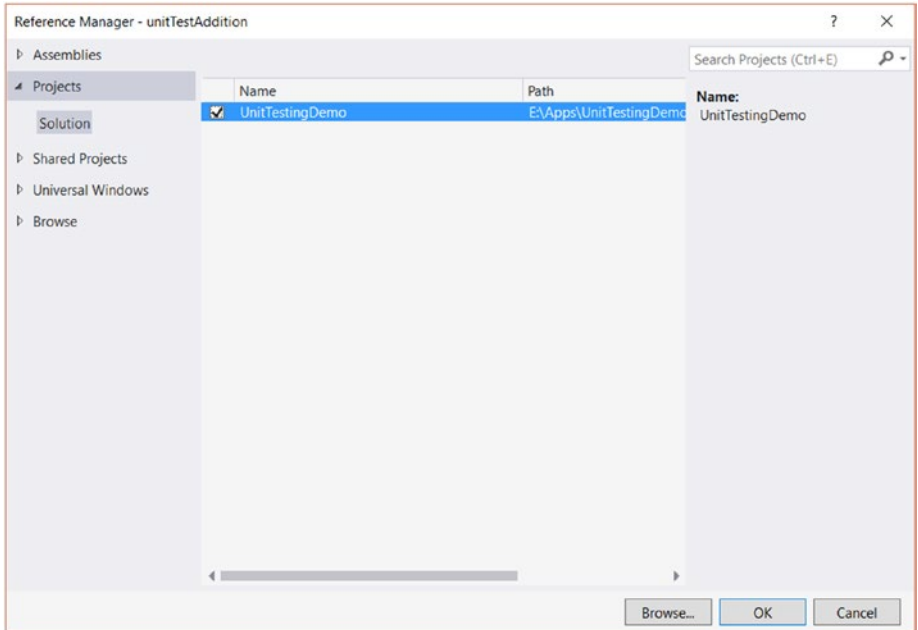 Reference Manager - unitTestAddition
Assemblies
Projects
Solution
Shared Projects
Universal Windows
Browse
Name Path
UnitTestingDemo E:\Apps\UnitTestingDemo
Search Projects (Ctrl+E)
Name:
UnitTestingDemo
Browse... OK Cancel